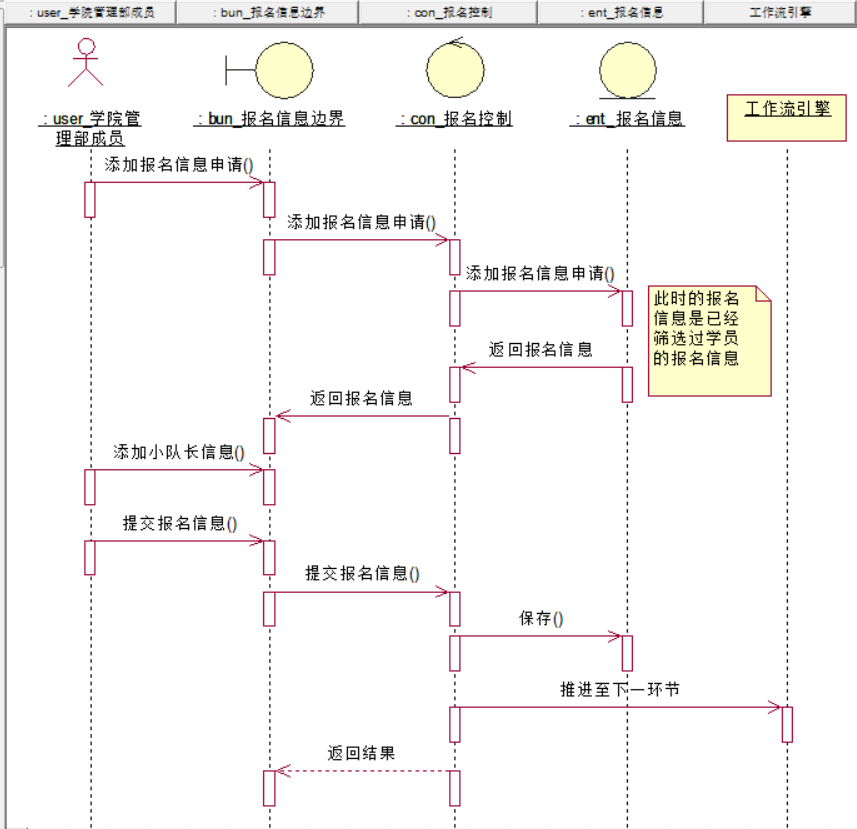 : user_学院管理部成员
: bun_报名信息边界
: con_报名控制
: ent_报名信息
工作流引擎
: user_学院管
理部成员
: bun_报名信息边界
: con_报名控制
: ent_报名信息
工作流引擎
添加报名信息申请()
添加报名信息申请()
添加报名信息申请()
此时的报名
信息是已经
筛选过学员
的报名信息
返回报名信息
返回报名信息
添加小队长信息()
提交报名信息()
提交报名信息()
保存()
推进至下一环节
返回结果